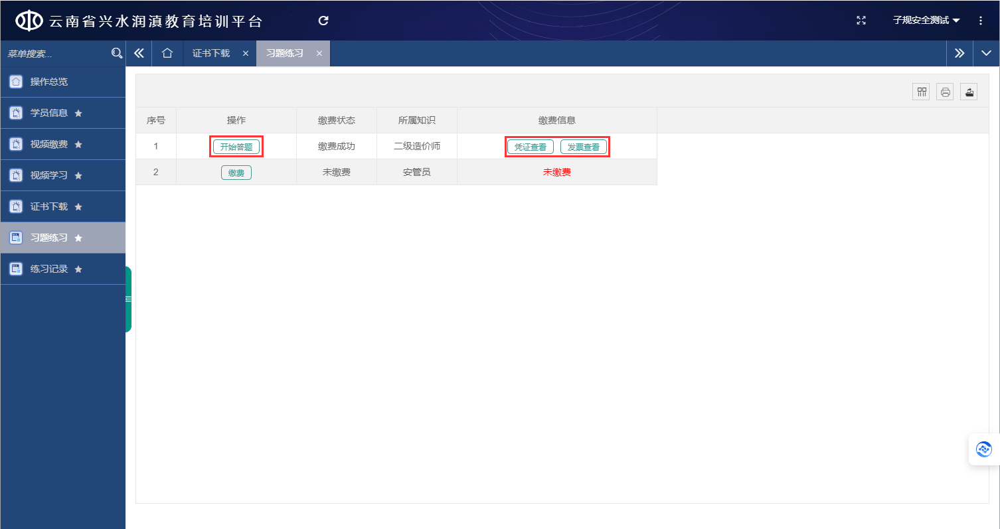 云南省兴水润滇教育培训平台
子规安全测试
菜单搜索...
证书下载
习题练习
操作总览
学员信息
视频缴费
视频学习
证书下载
习题练习
练习记录
序号 操作 缴费状态 所属知识 缴费信息
1 开始答题 缴费成功 二级造价师 凭证查看 发票查看
2 缴费 未缴费 安管员 未缴费